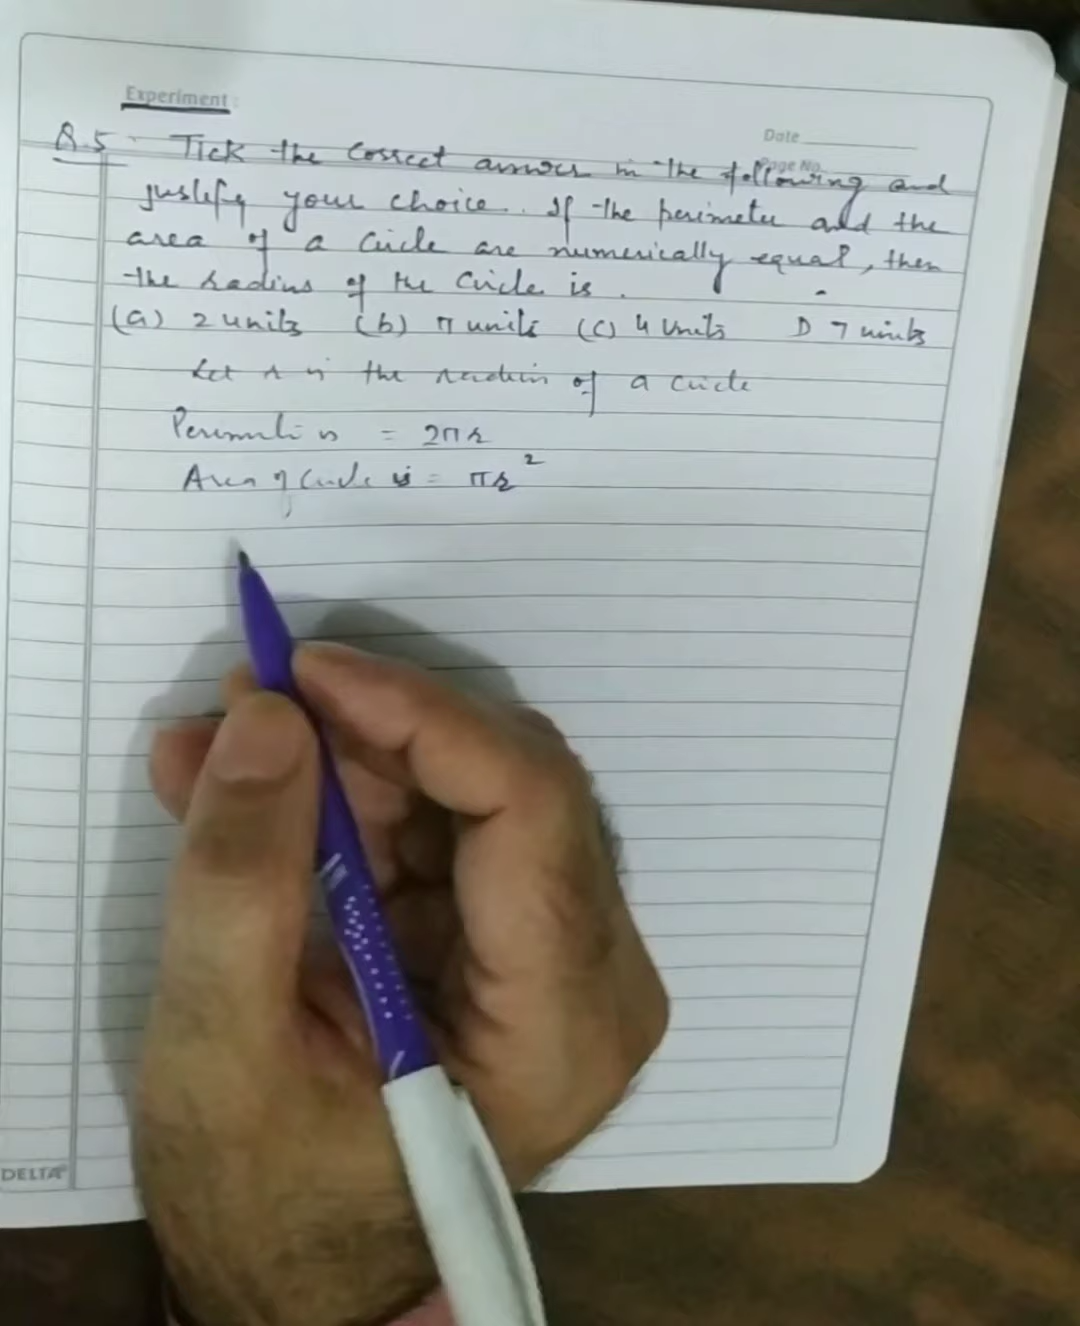 Experiment :
Date
Page No.
Q.5 Tick the correct answer in the following and
justify your choice. If the perimeter and the
area of a circle are numerically equal, then
the radius of the circle is.
(a) 2 units (b) π units (c) 4 units D 7 units
Let r is the radius of a circle
Perimeter is = 2πr
Area of Circle is = πr²
DELTA